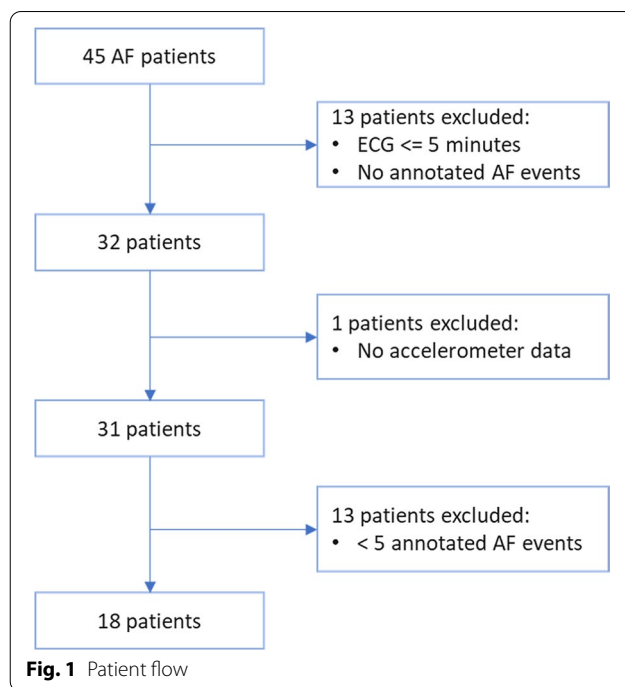 45 AF patients
13 patients excluded:
• ECG <= 5 minutes
• No annotated AF events
32 patients
1 patients excluded:
• No accelerometer data
31 patients
13 patients excluded:
• < 5 annotated AF events
18 patients
Fig. 1 Patient flow